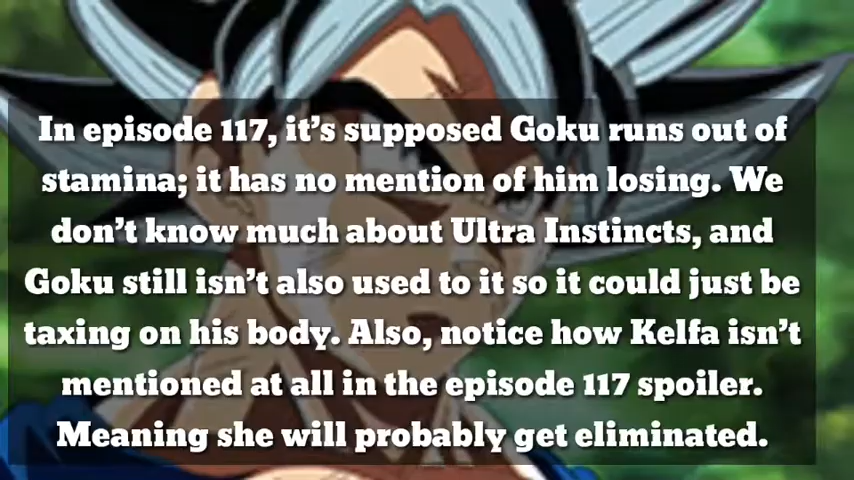 In episode 117, it's supposed Goku runs out of
stamina; it has no mention of him losing. We
don't know much about Ultra Instincts, and
Goku still isn't also used to it so it could just be
taxing on his body. Also, notice how Kelfa isn't
mentioned at all in the episode 117 spoiler.
Meaning she will probably get eliminated.